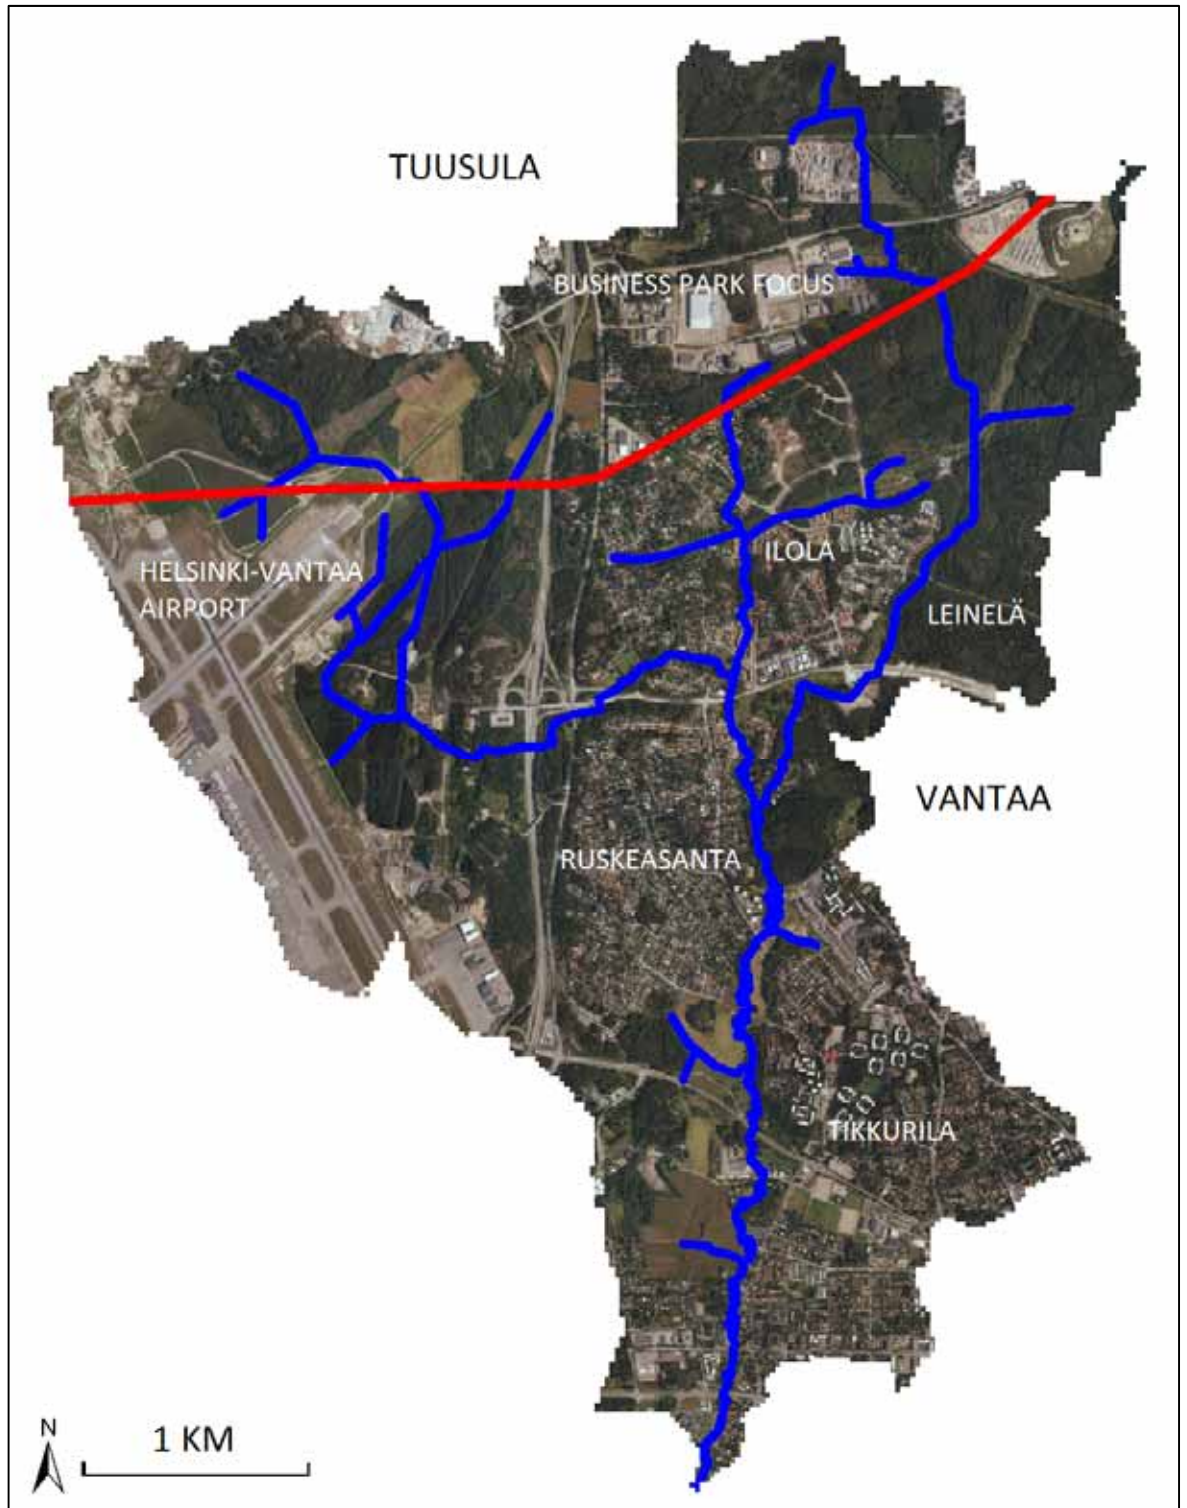 TUUSULA
BUSINESS PARK FOCUS
ILOLA
HELSINKI-VANTAA
AIRPORT
LEINELÄ
VANTAA
RUSKEASANTA
TIKKURILA
N
1 KM